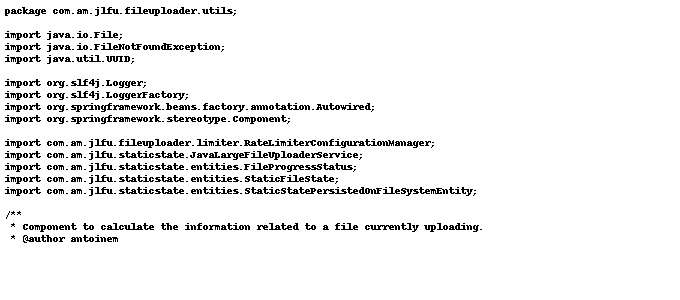 package com.am.jlfu.fileuploader.utils;

import java.io.File;
import java.io.FileNotFoundException;
import java.util.UUID;

import org.slf4j.Logger;
import org.slf4j.LoggerFactory;
import org.springframework.beans.factory.annotation.Autowired;
import org.springframework.stereotype.Component;

import com.am.jlfu.fileuploader.limiter.RateLimiterConfigurationManager;
import com.am.jlfu.staticstate.JavaLargeFileUploaderService;
import com.am.jlfu.staticstate.entities.FileProgressStatus;
import com.am.jlfu.staticstate.entities.StaticFileState;
import com.am.jlfu.staticstate.entities.StaticStatePersistedOnFileSystemEntity;

/**
 * Component to calculate the information related to a file currently uploading.
 * @author antoinem